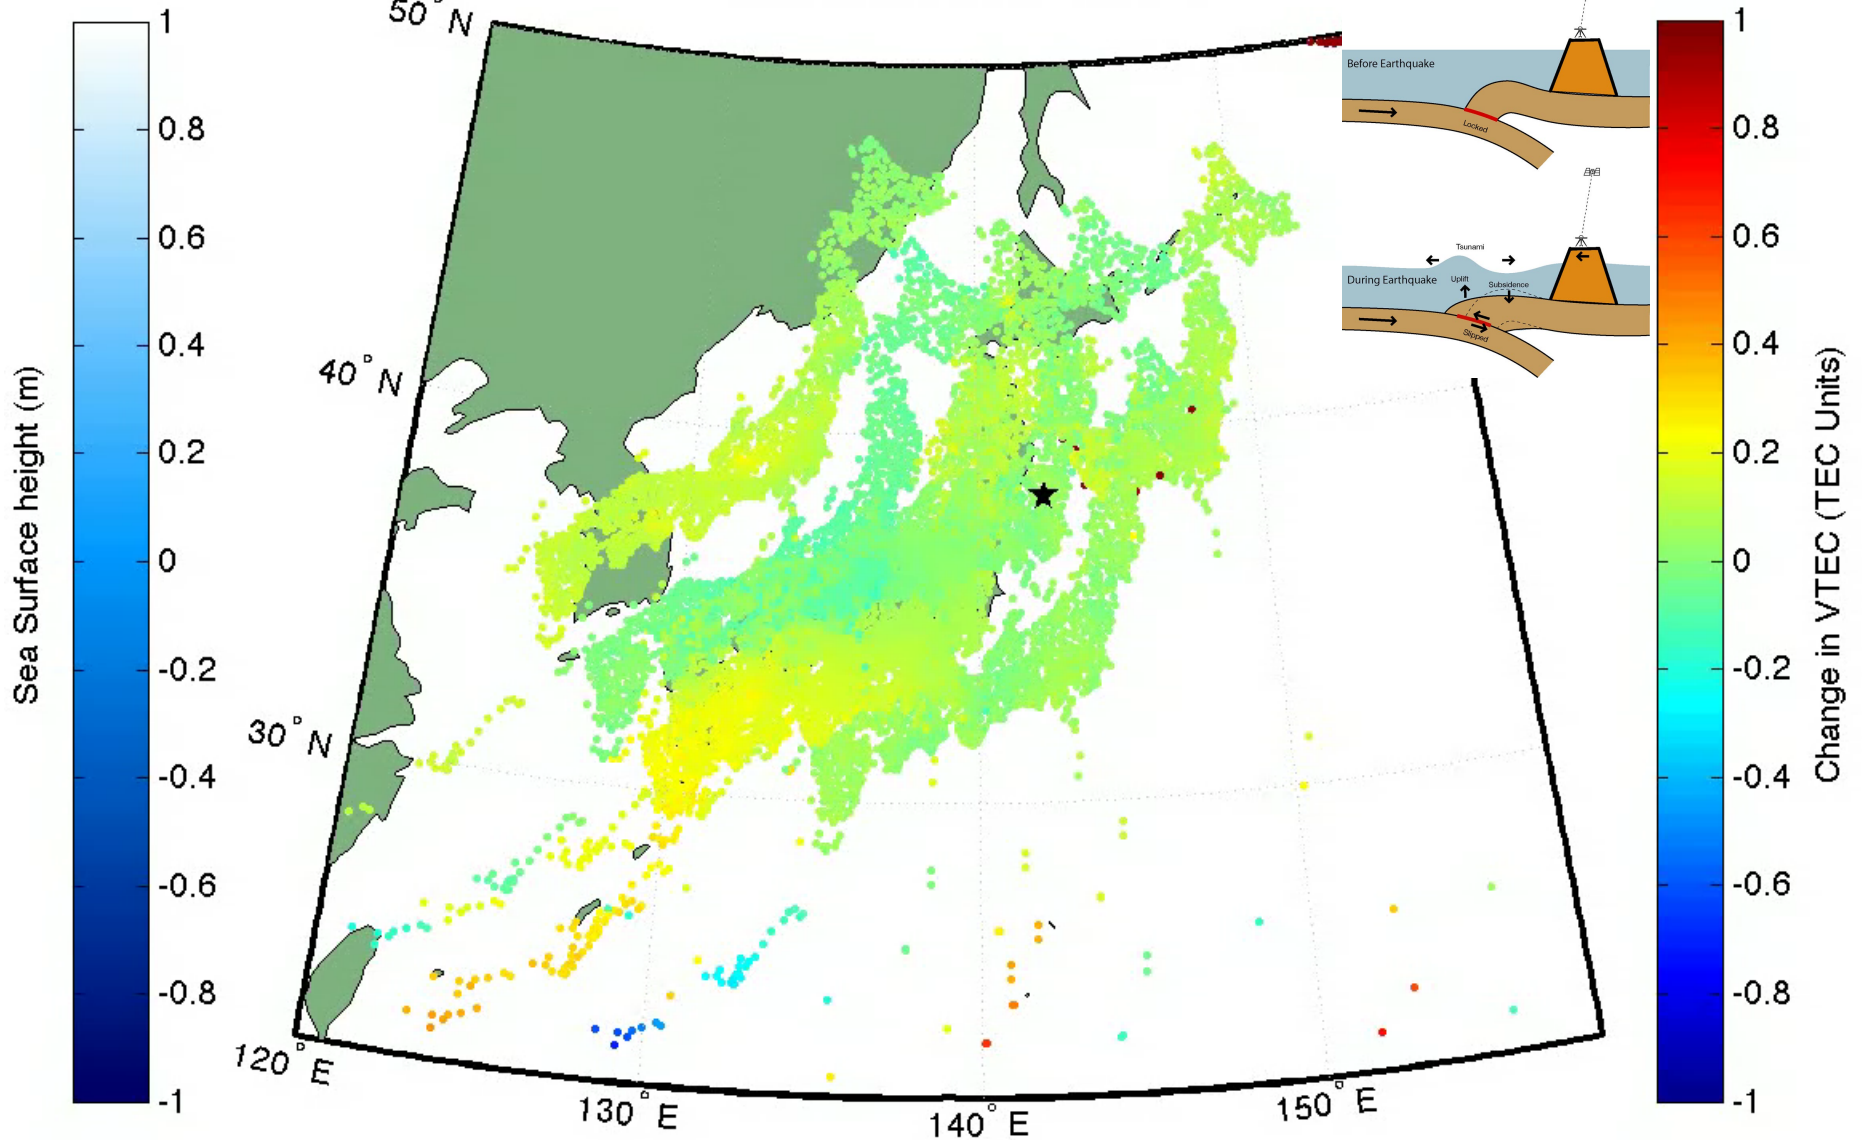 Sea Surface height (m)
1
0.8
0.6
0.4
0.2
0
-0.2
-0.4
-0.6
-0.8
-1
50° N
40° N
30° N
120° E
130° E
140° E
150° E
Before Earthquake
Locked
Tsunami
During Earthquake
Uplift
Subsidence
Slipped
1
0.8
0.6
0.4
0.2
0
-0.2
-0.4
-0.6
-0.8
-1
Change in VTEC (TEC Units)